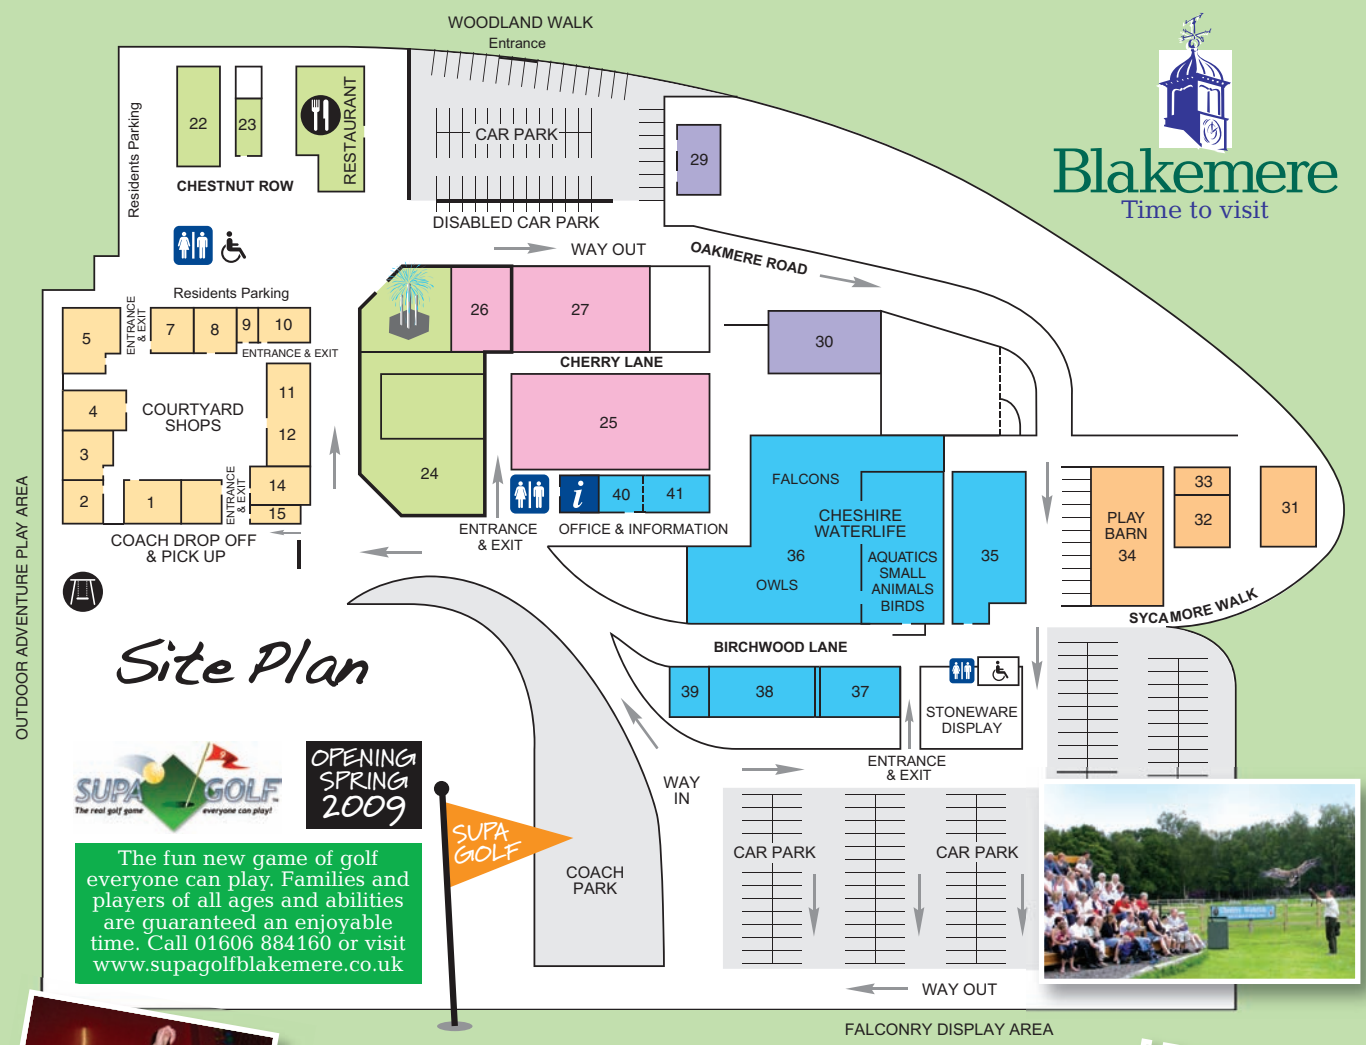 WOODLAND WALK
Entrance
Blakemere
Time to visit
Residents Parking
22
23
RESTAURANT
CHESTNUT ROW
CAR PARK
DISABLED CAR PARK
29
WAY OUT
OAKMERE ROAD
Residents Parking
5
ENTRANCE
& EXIT
7
8
9
10
ENTRANCE & EXIT
26
27
30
CHERRY LANE
4
COURTYARD
SHOPS
11
12
3
25
24
2
1
ENTRANCE
& EXIT
14
15
COACH DROP OFF
& PICK UP
i
40
41
ENTRANCE
& EXIT
OFFICE & INFORMATION
FALCONS
CHESHIRE
WATERLIFE
36
OWLS
AQUATICS
SMALL
ANIMALS
BIRDS
35
PLAY
BARN
34
33
32
31
SYCAMORE WALK
OUTDOOR ADVENTURE PLAY AREA
Site Plan
BIRCHWOOD LANE
39
38
37
STONEWARE
DISPLAY
ENTRANCE
& EXIT
WAY
IN
SUPA GOLF
The real golf game everyone can play!
OPENING
SPRING
2009
SUPA
GOLF
The fun new game of golf
everyone can play. Families and
players of all ages and abilities
are guaranteed an enjoyable
time. Call 01606 884160 or visit
www.supagolfblakemere.co.uk
COACH
PARK
CAR PARK
CAR PARK
WAY OUT
FALCONRY DISPLAY AREA